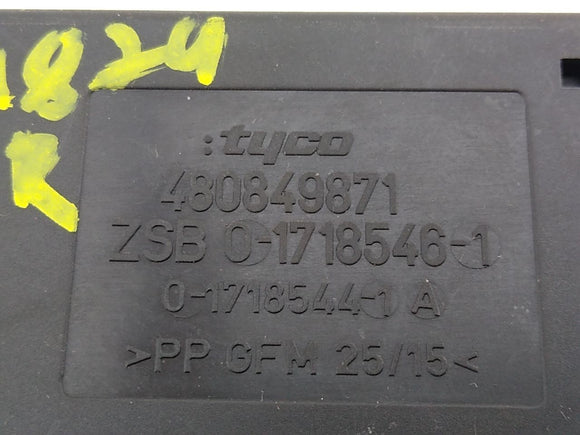 1824
:tyco
480849871
ZSB 0-1718546-1
0-1718544-1 A
>PP GFM 25/15<